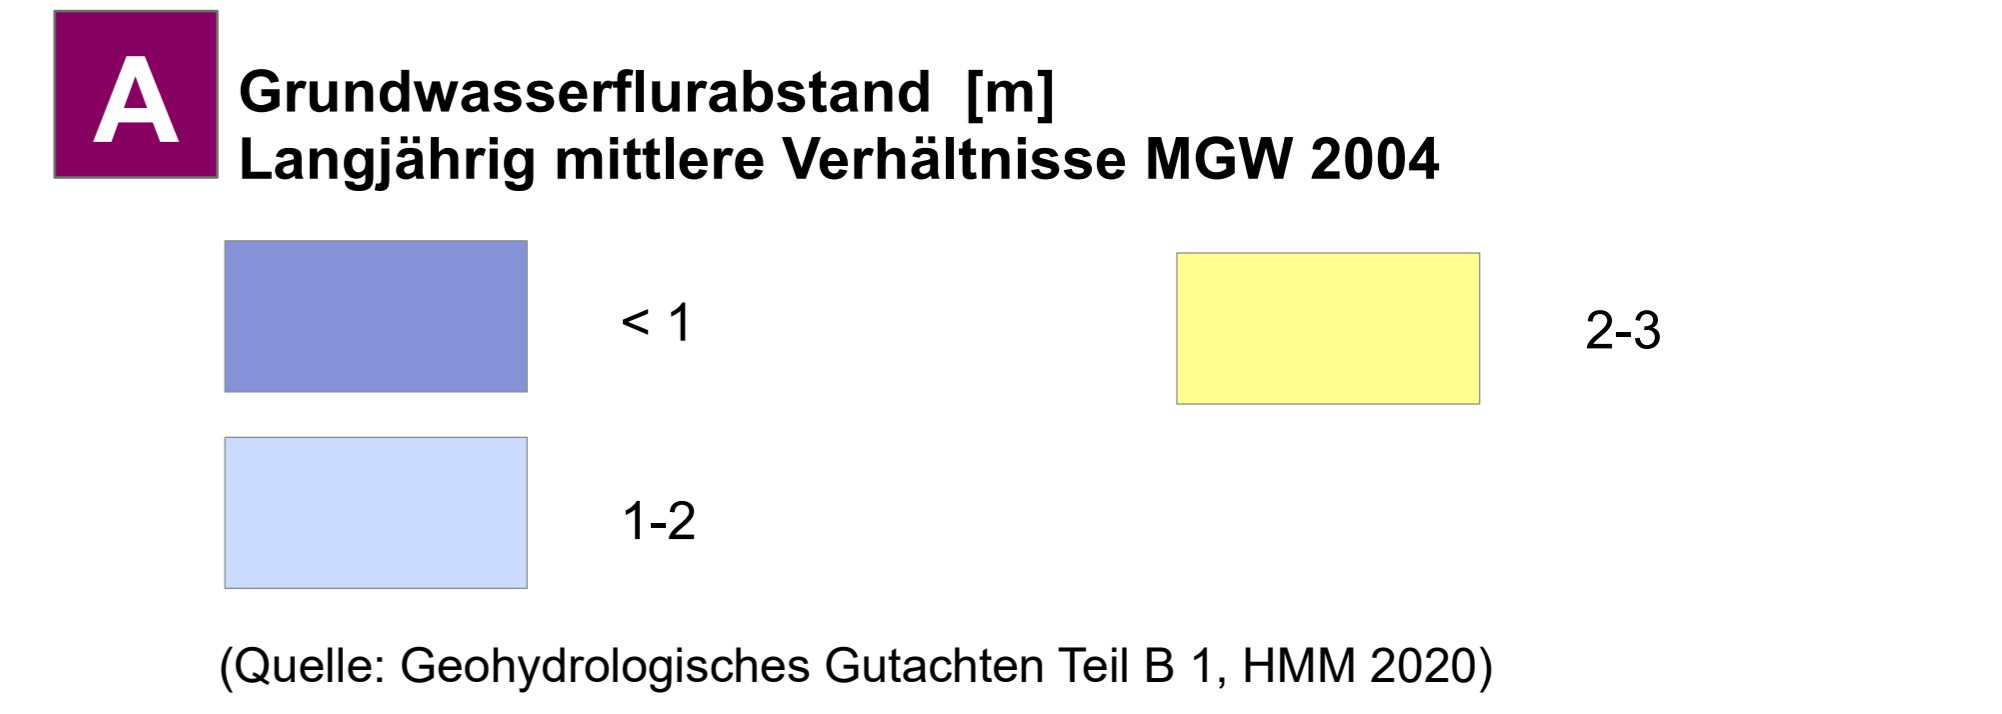 A
Grundwasserflurabstand [m]
Langjährig mittlere Verhältnisse MGW 2004
< 1
2-3
1-2
(Quelle: Geohydrologisches Gutachten Teil B 1, HMM 2020)